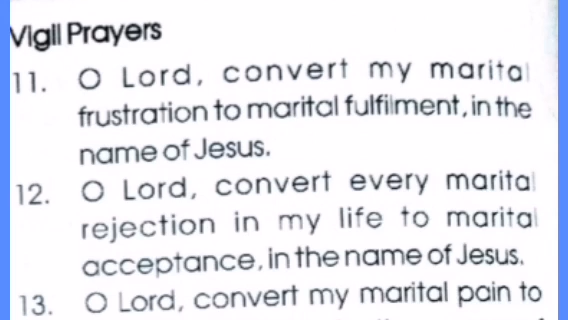 Vigil Prayers
11. O Lord, convert my marital
frustration to marital fulfilment, in the
name of Jesus.
12. O Lord, convert every marital
rejection in my life to marital
acceptance, in the name of Jesus.
13. O Lord, convert my marital pain to